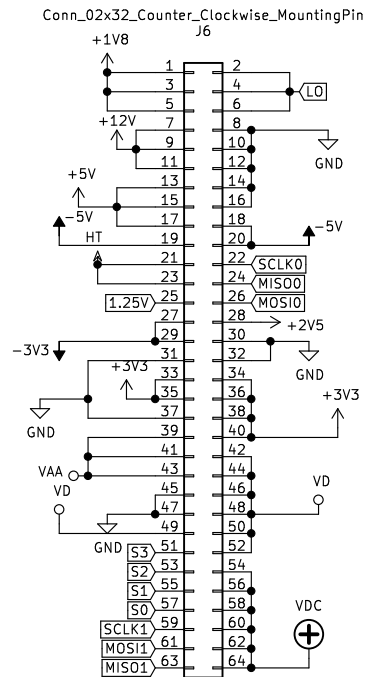 Conn_02x32_Counter_Clockwise_MountingPin
J6
+1V8
1 2
3 4 LO
5 6
+12V 7 8
9 10 GND
11 12
+5V 13 14
15 16
-5V 17 18 -5V
HT 19 20
21 22 SCLK0
23 24 MISO0
1.25V 25 26 MOSI0
27 28 +2V5
-3V3 29 30
31 32 GND
+3V3 33 34
35 36 +3V3
GND 37 38
39 40
41 42
VAA 43 44
VD 45 46 VD
47 48
GND 49 50
S3 51 52
S2 53 54
S1 55 56
S0 57 58 VDC
SCLK1 59 60
MOSI1 61 62
MISO1 63 64